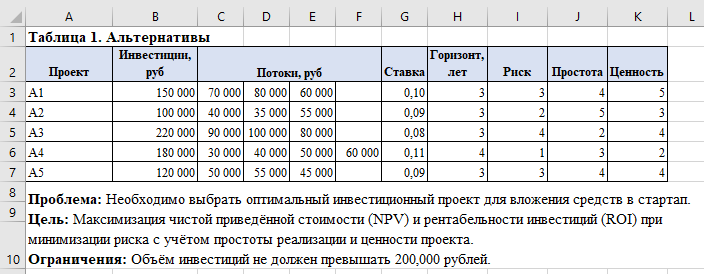 A B C D E F G H I J K L
1 Таблица 1. Альтернативы
Инвестиции, Горизонт,
2 Проект руб Потоки, руб Ставка лет Риск Простота Ценность
3 А1 150 000 70 000 80 000 60 000 0,10 3 3 4 5
4 А2 100 000 40 000 35 000 55 000 0,09 3 2 5 3
5 А3 220 000 90 000 100 000 80 000 0,08 3 4 2 4
6 А4 180 000 30 000 40 000 50 000 60 000 0,11 4 1 3 2
7 А5 120 000 50 000 55 000 45 000 0,09 3 3 4 4
8 Проблема: Необходимо выбрать оптимальный инвестиционный проект для вложения средств в стартап.
9 Цель: Максимизация чистой приведённой стоимости (NPV) и рентабельности инвестиций (ROI) при
минимизации риска с учётом простоты реализации и ценности проекта.
10 Ограничения: Объём инвестиций не должен превышать 200,000 рублей.